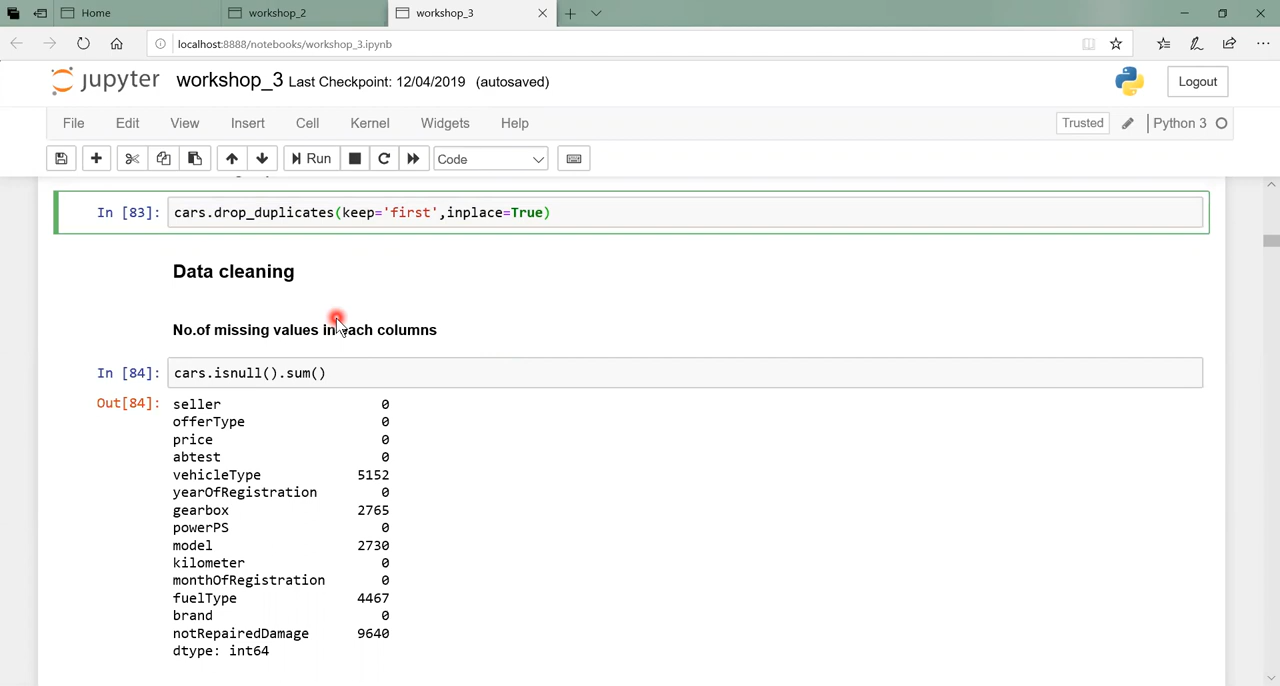 Home
workshop_2
workshop_3
localhost:8888/notebooks/workshop_3.ipynb
jupyter workshop_3 Last Checkpoint: 12/04/2019 (autosaved)
Logout
File Edit View Insert Cell Kernel Widgets Help
Trusted
Python 3
Run
Code
In [83]: cars.drop_duplicates(keep='first',inplace=True)
Data cleaning
No.of missing values in each columns
In [84]: cars.isnull().sum()
Out[84]: seller 0
offerType 0
price 0
abtest 0
vehicleType 5152
yearOfRegistration 0
gearbox 2765
powerPS 0
model 2730
kilometer 0
monthOfRegistration 0
fuelType 4467
brand 0
notRepairedDamage 9640
dtype: int64